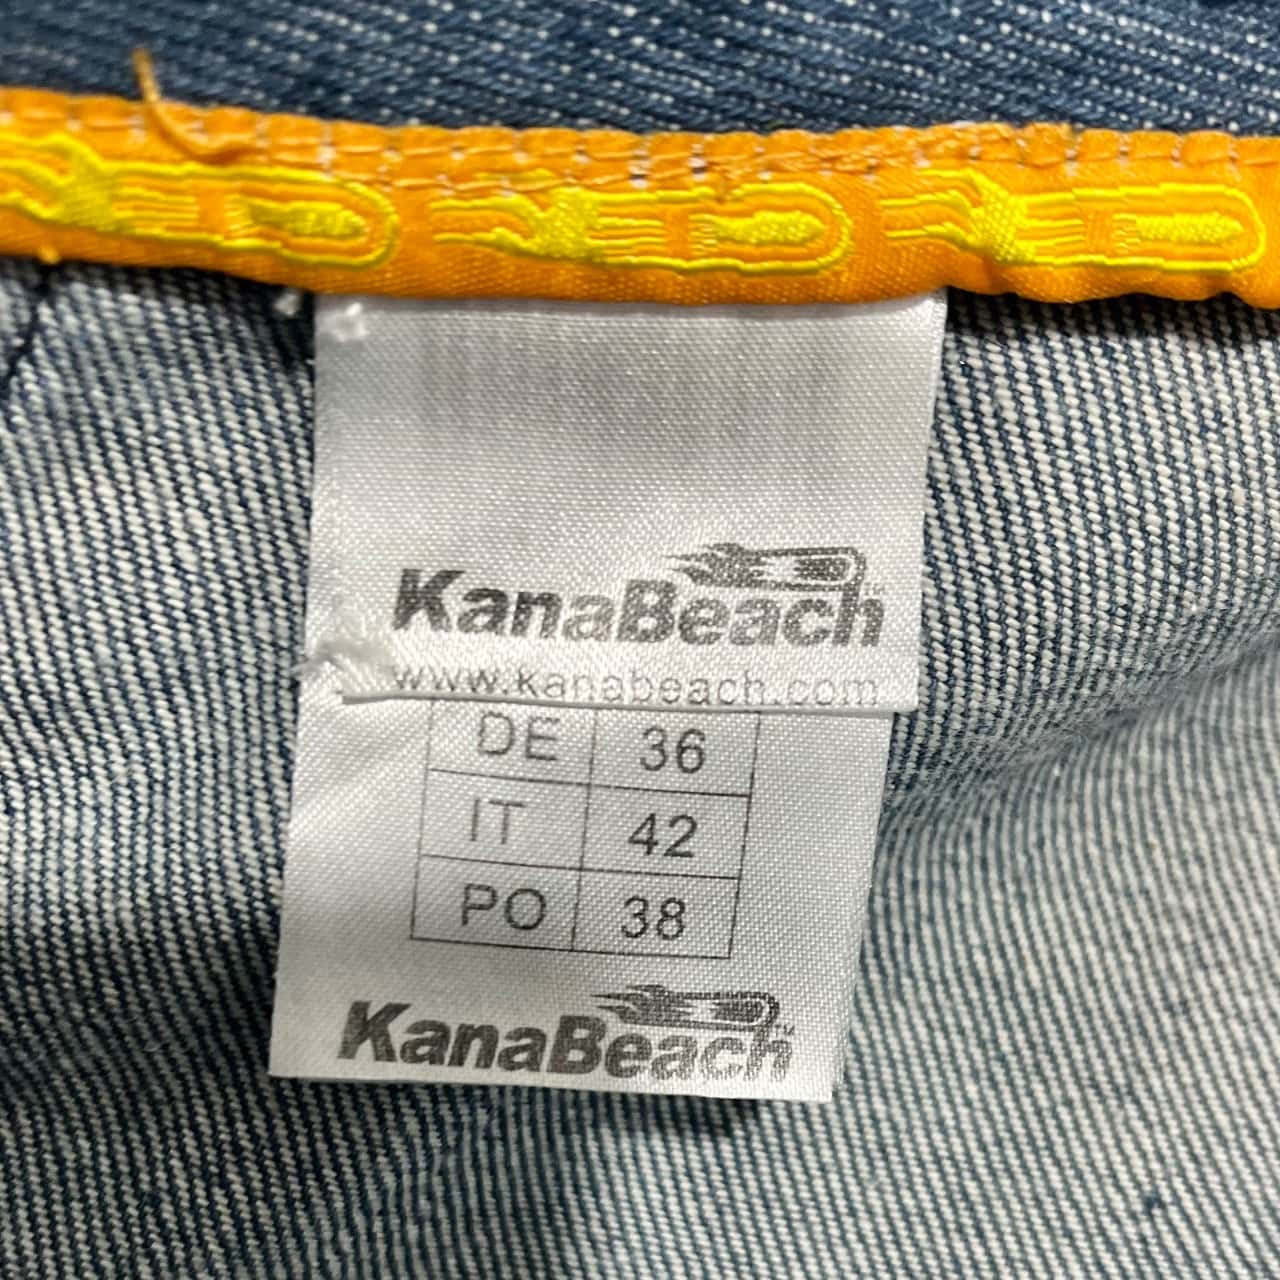 KanaBeach
www.kanabeach.com
DE 36
IT 42
PO 38
KanaBeach